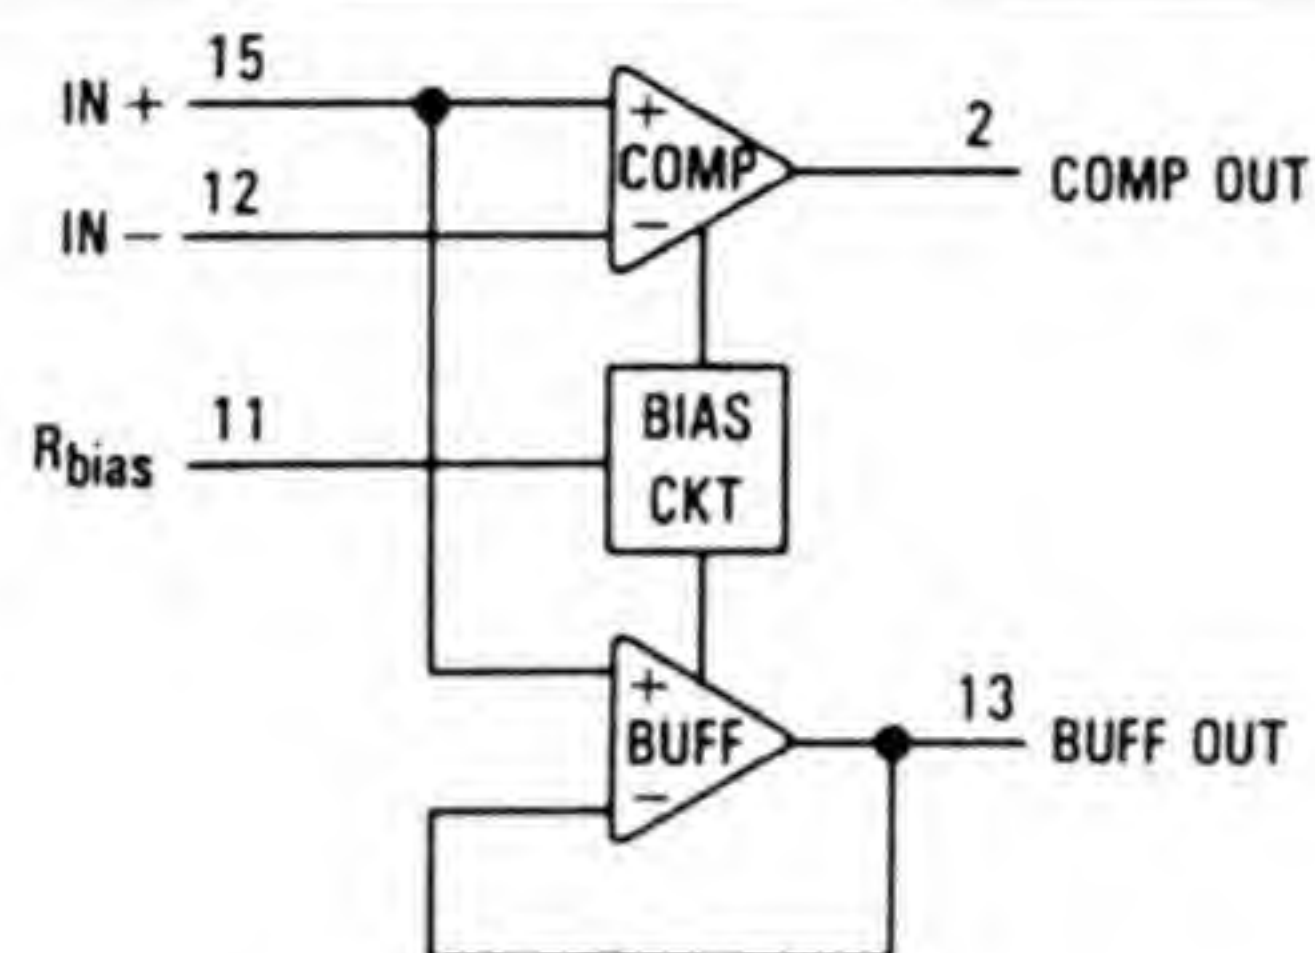 15
IN +
+
COMP
−
2
COMP OUT
12
IN −
11
Rbias
BIAS
CKT
+
BUFF
−
13
BUFF OUT